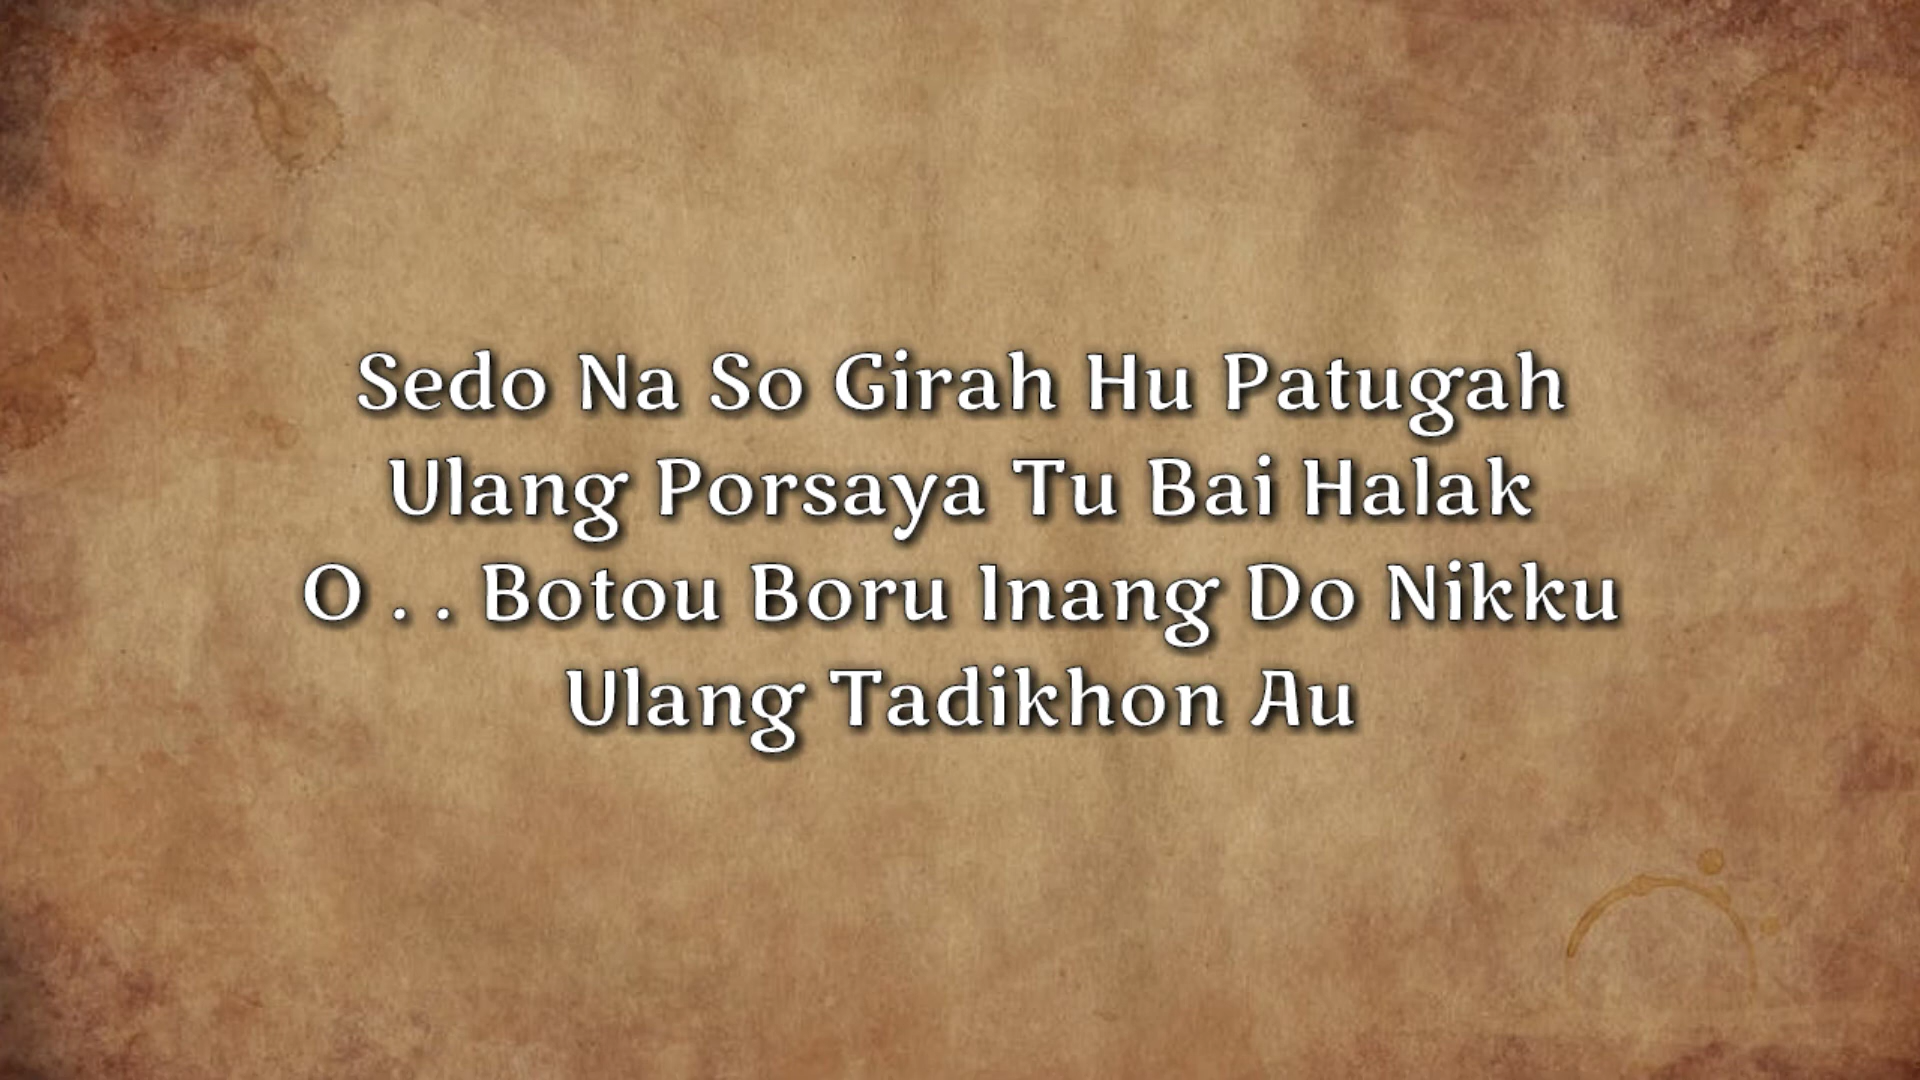 Sedo Na So Girah Hu Patugah
Ulang Porsaya Tu Bai Halak
O . . Botou Boru Inang Do Nikku
Ulang Tadikhon Au